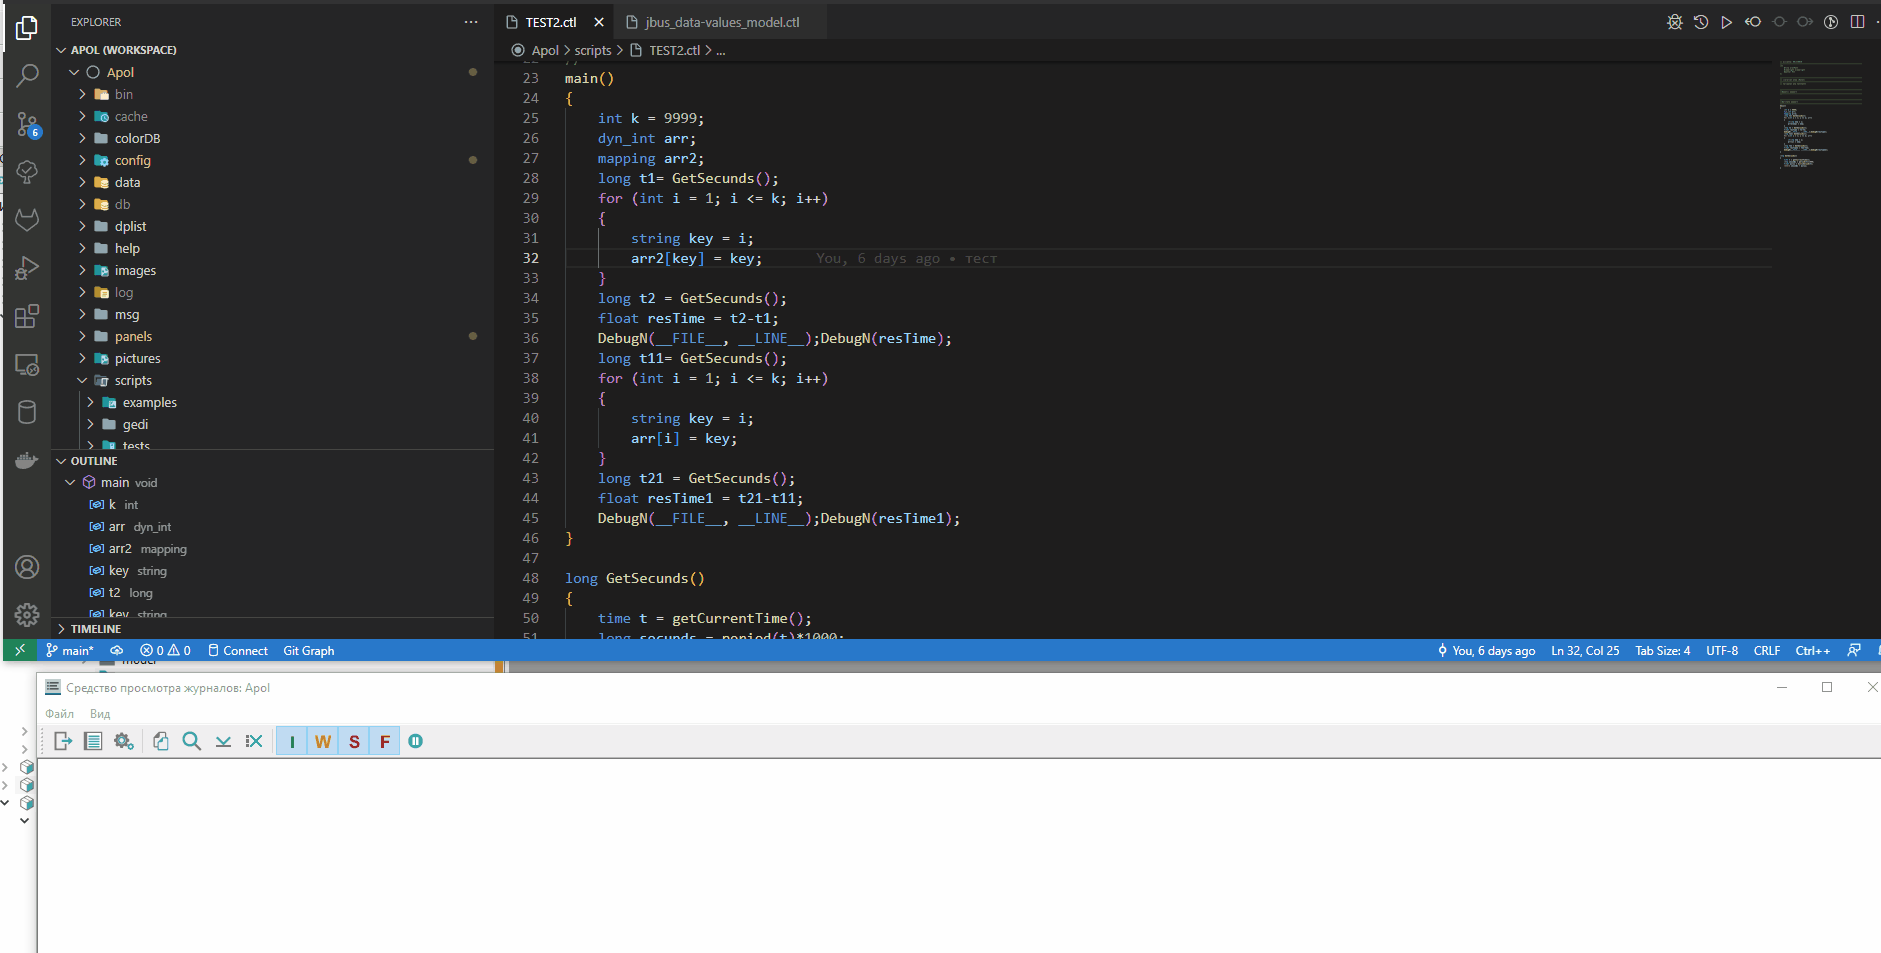 EXPLORER
APOL (WORKSPACE)
Apol
bin
cache
colorDB
config
data
db
dplist
help
images
log
msg
panels
pictures
scripts
examples
gedi
tests
OUTLINE
main void
k int
arr dyn_int
arr2 mapping
key string
t2 long
key string
TIMELINE
TEST2.ctl
jbus_data-values_model.ctl
Apol > scripts > TEST2.ctl > ...
22 //
23 main()
24 {
25 int k = 9999;
26 dyn_int arr;
27 mapping arr2;
28 long t1= GetSecunds();
29 for (int i = 1; i <= k; i++)
30 {
31 string key = i;
32 arr2[key] = key; You, 6 days ago • тест
33 }
34 long t2 = GetSecunds();
35 float resTime = t2-t1;
36 DebugN(__FILE__, __LINE__);DebugN(resTime);
37 long t11= GetSecunds();
38 for (int i = 1; i <= k; i++)
39 {
40 string key = i;
41 arr[i] = key;
42 }
43 long t21 = GetSecunds();
44 float resTime1 = t21-t11;
45 DebugN(__FILE__, __LINE__);DebugN(resTime1);
46 }
47
48 long GetSecunds()
49 {
50 time t = getCurrentTime();
51 long seconds = period(t)*1000;
6
main* 0 0 Connect Git Graph
You, 6 days ago Ln 32, Col 25 Tab Size: 4 UTF-8 CRLF Ctrl++
model
Средство просмотра журналов: Apol
Файл Вид
I W S F